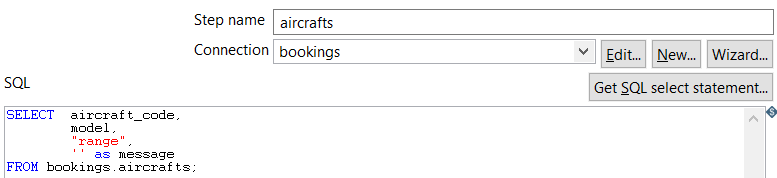 Step name aircrafts
Connection bookings Edit... New... Wizard...
SQL
Get SQL select statement...
SELECT aircraft_code,
model,
"range",
'' as message
FROM bookings.aircrafts;